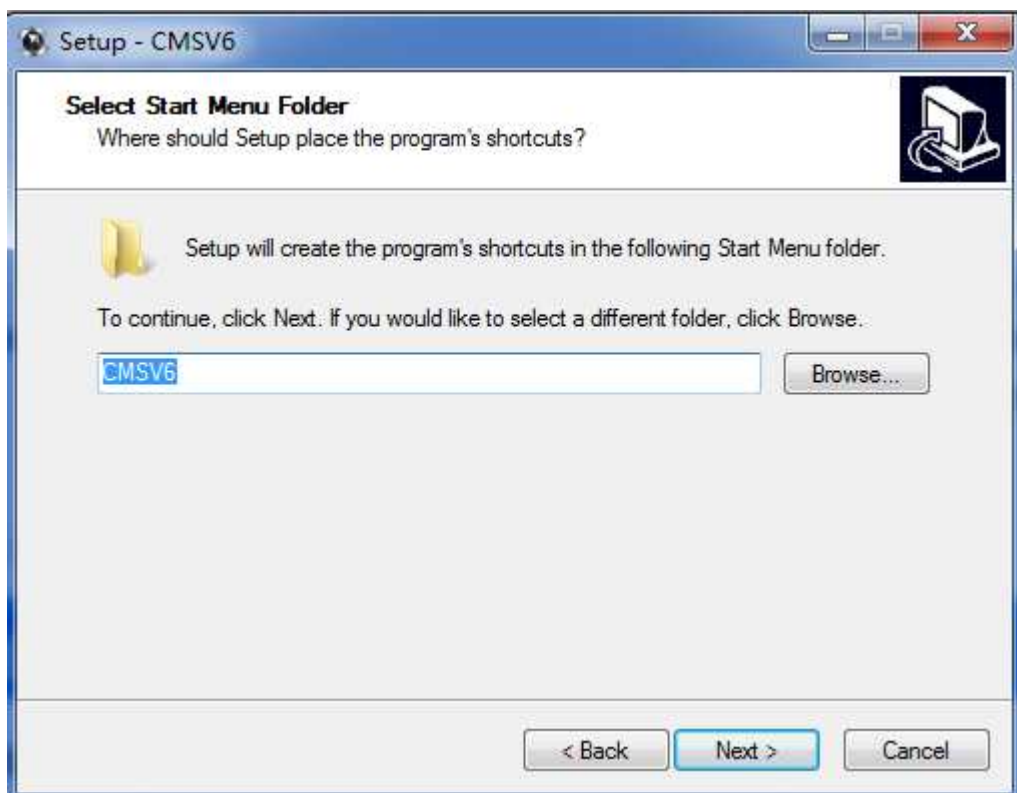 Setup - CMSV6
Select Start Menu Folder
Where should Setup place the program's shortcuts?
Setup will create the program's shortcuts in the following Start Menu folder.
To continue, click Next. If you would like to select a different folder, click Browse.
CMSV6
Browse...
< Back
Next >
Cancel